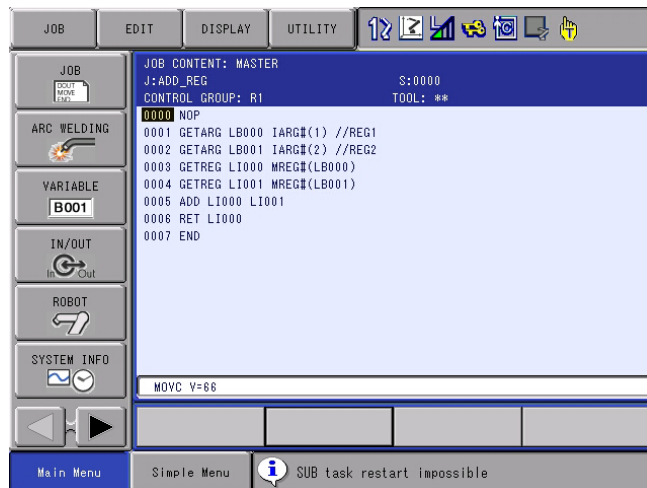 JOB
EDIT
DISPLAY
UTILITY
JOB
DOUT
MOVE
END
ARC WELDING
VARIABLE
B001
IN/OUT
In Out
ROBOT
SYSTEM INFO
JOB CONTENT: MASTER
J:ADD_REG S:0000
CONTROL GROUP: R1 TOOL: **
0000 NOP
0001 GETARG LB000 IARG#(1) //REG1
0002 GETARG LB001 IARG#(2) //REG2
0003 GETREG LI000 MREG#(LB000)
0004 GETREG LI001 MREG#(LB001)
0005 ADD LI000 LI001
0006 RET LI000
0007 END
MOVC V=66
Main Menu
Simple Menu
SUB task restart impossible